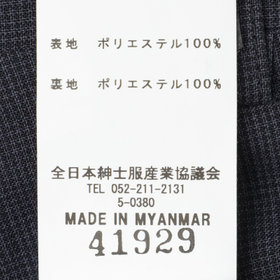 表地 ポリエステル100%
裏地 ポリエステル100%
全日本紳士服産業協議会
TEL 052-211-2131
5-0380
MADE IN MYANMAR
41929